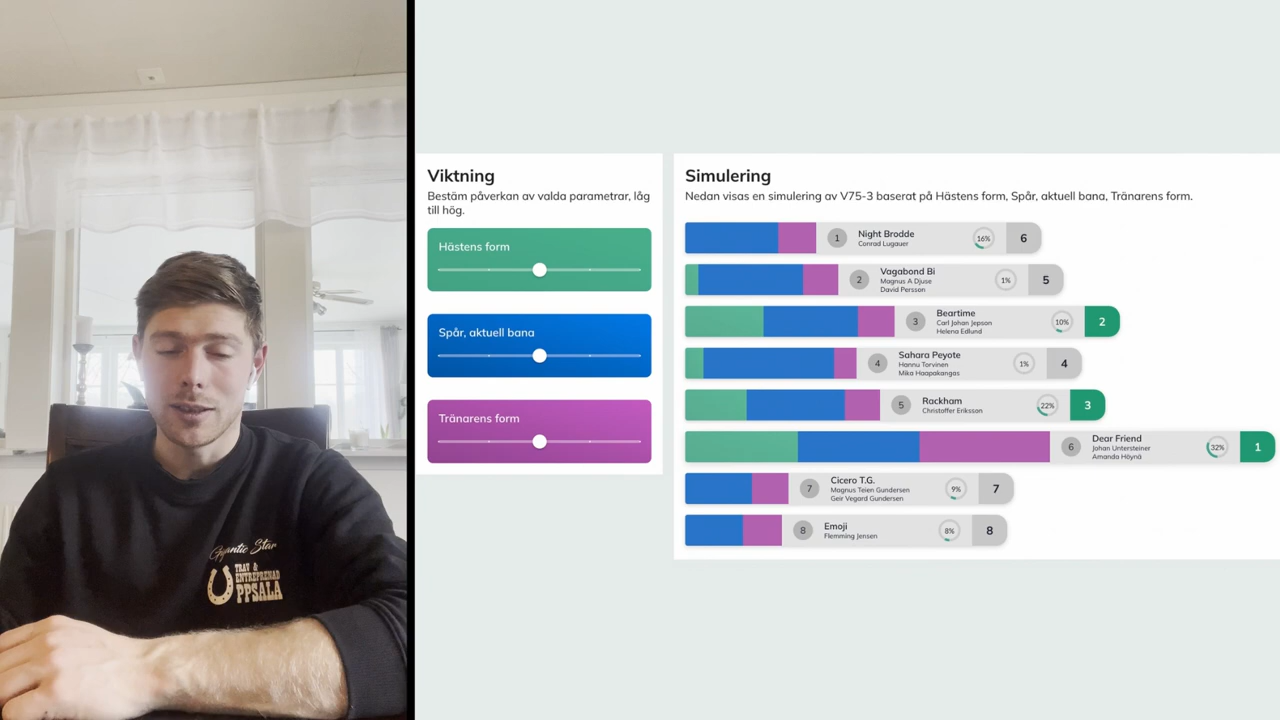 Gigantic Star
TRAV &
ENTREPRENAD
UPPSALA
Viktning
Bestäm påverkan av valda parametrar, låg
till hög.
Hästens form
Spår, aktuell bana
Tränarens form
Simulering
Nedan visas en simulering av V75-3 baserat på Hästens form, Spår, aktuell bana, Tränarens form.
1
Night Brodde
Conrad Lugauer
16%
6
2
Vagabond Bi
Magnus A Djuse
David Persson
1%
5
3
Beartime
Carl Johan Jepson
Helena Edlund
10%
2
4
Sahara Peyote
Hannu Torvinen
Mika Haapakangas
1%
4
5
Rackham
Christoffer Eriksson
22%
3
6
Dear Friend
Johan Untersteiner
Amanda Höynä
32%
1
7
Cicero T.G.
Magnus Teien Gundersen
Geir Vegard Gundersen
9%
7
8
Emoji
Flemming Jensen
8%
8